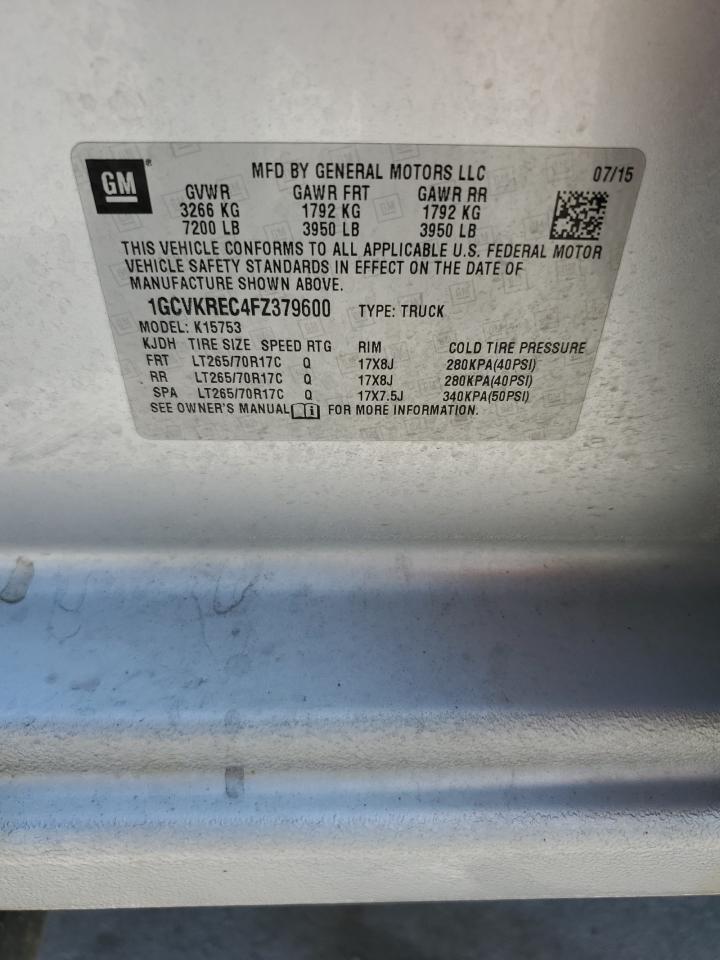 GM® MFD BY GENERAL MOTORS LLC 07/15
GVWR GAWR FRT GAWR RR
3266 KG 1792 KG 1792 KG
7200 LB 3950 LB 3950 LB
THIS VEHICLE CONFORMS TO ALL APPLICABLE U.S. FEDERAL MOTOR
VEHICLE SAFETY STANDARDS IN EFFECT ON THE DATE OF
MANUFACTURE SHOWN ABOVE.
1GCVKREC4FZ379600 TYPE: TRUCK
MODEL: K15753
KJDH TIRE SIZE SPEED RTG RIM COLD TIRE PRESSURE
FRT LT265/70R17C Q 17X8J 280KPA(40PSI)
RR LT265/70R17C Q 17X8J 280KPA(40PSI)
SPA LT265/70R17C Q 17X7.5J 340KPA(50PSI)
SEE OWNER'S MANUAL i FOR MORE INFORMATION.